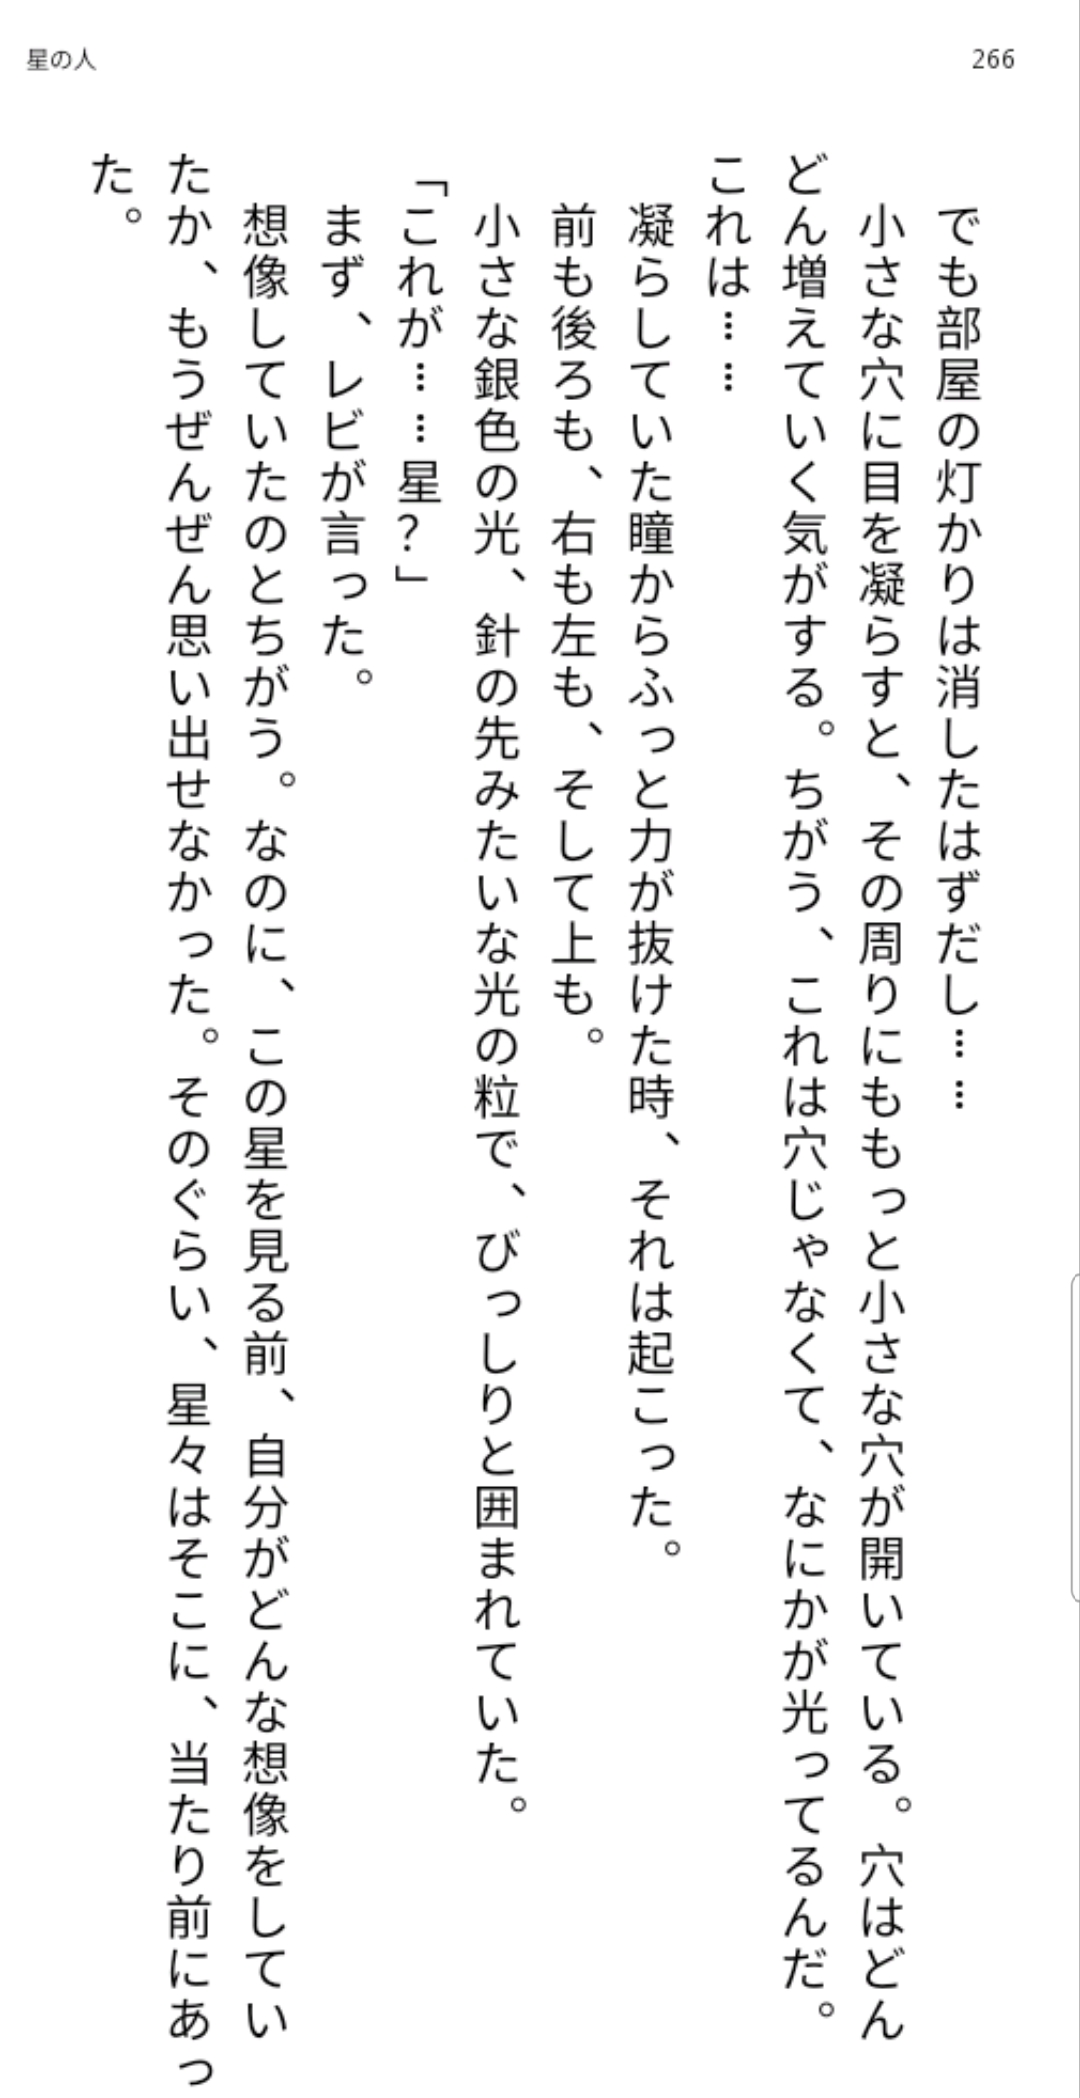 星の人
266
　でも部屋の灯かりは消したはずだし……
　小さな穴に目を凝らすと、その周りにももっと小さな穴が開いている。穴はどん
どん増えていく気がする。ちがう、これは穴じゃなくて、なにかが光ってるんだ。
これは……
　凝らしていた瞳からふっと力が抜けた時、それは起こった。
　前も後ろも、右も左も、そして上も。
　小さな銀色の光、針の先みたいな光の粒で、びっしりと囲まれていた。
「これが……星？」
　まず、レビが言った。
　想像していたのとちがう。なのに、この星を見る前、自分がどんな想像をしてい
たか、もうぜんぜん思い出せなかった。そのぐらい、星々はそこに、当たり前にあっ
た。